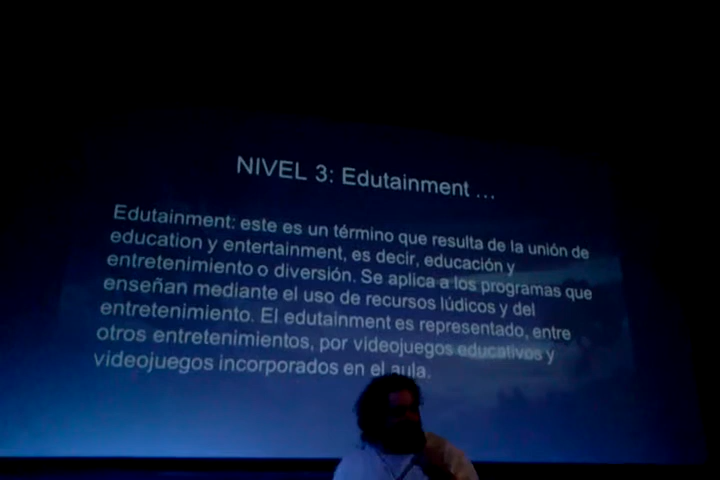 NIVEL 3: Edutainment ...
Edutainment: este es un término que resulta de la unión de
education y entertainment, es decir, educación y
entretenimiento o diversión. Se aplica a los programas que
enseñan mediante el uso de recursos lúdicos y del
entretenimiento. El edutainment es representado, entre
otros entretenimientos, por videojuegos educativos y
videojuegos incorporados en el aula.